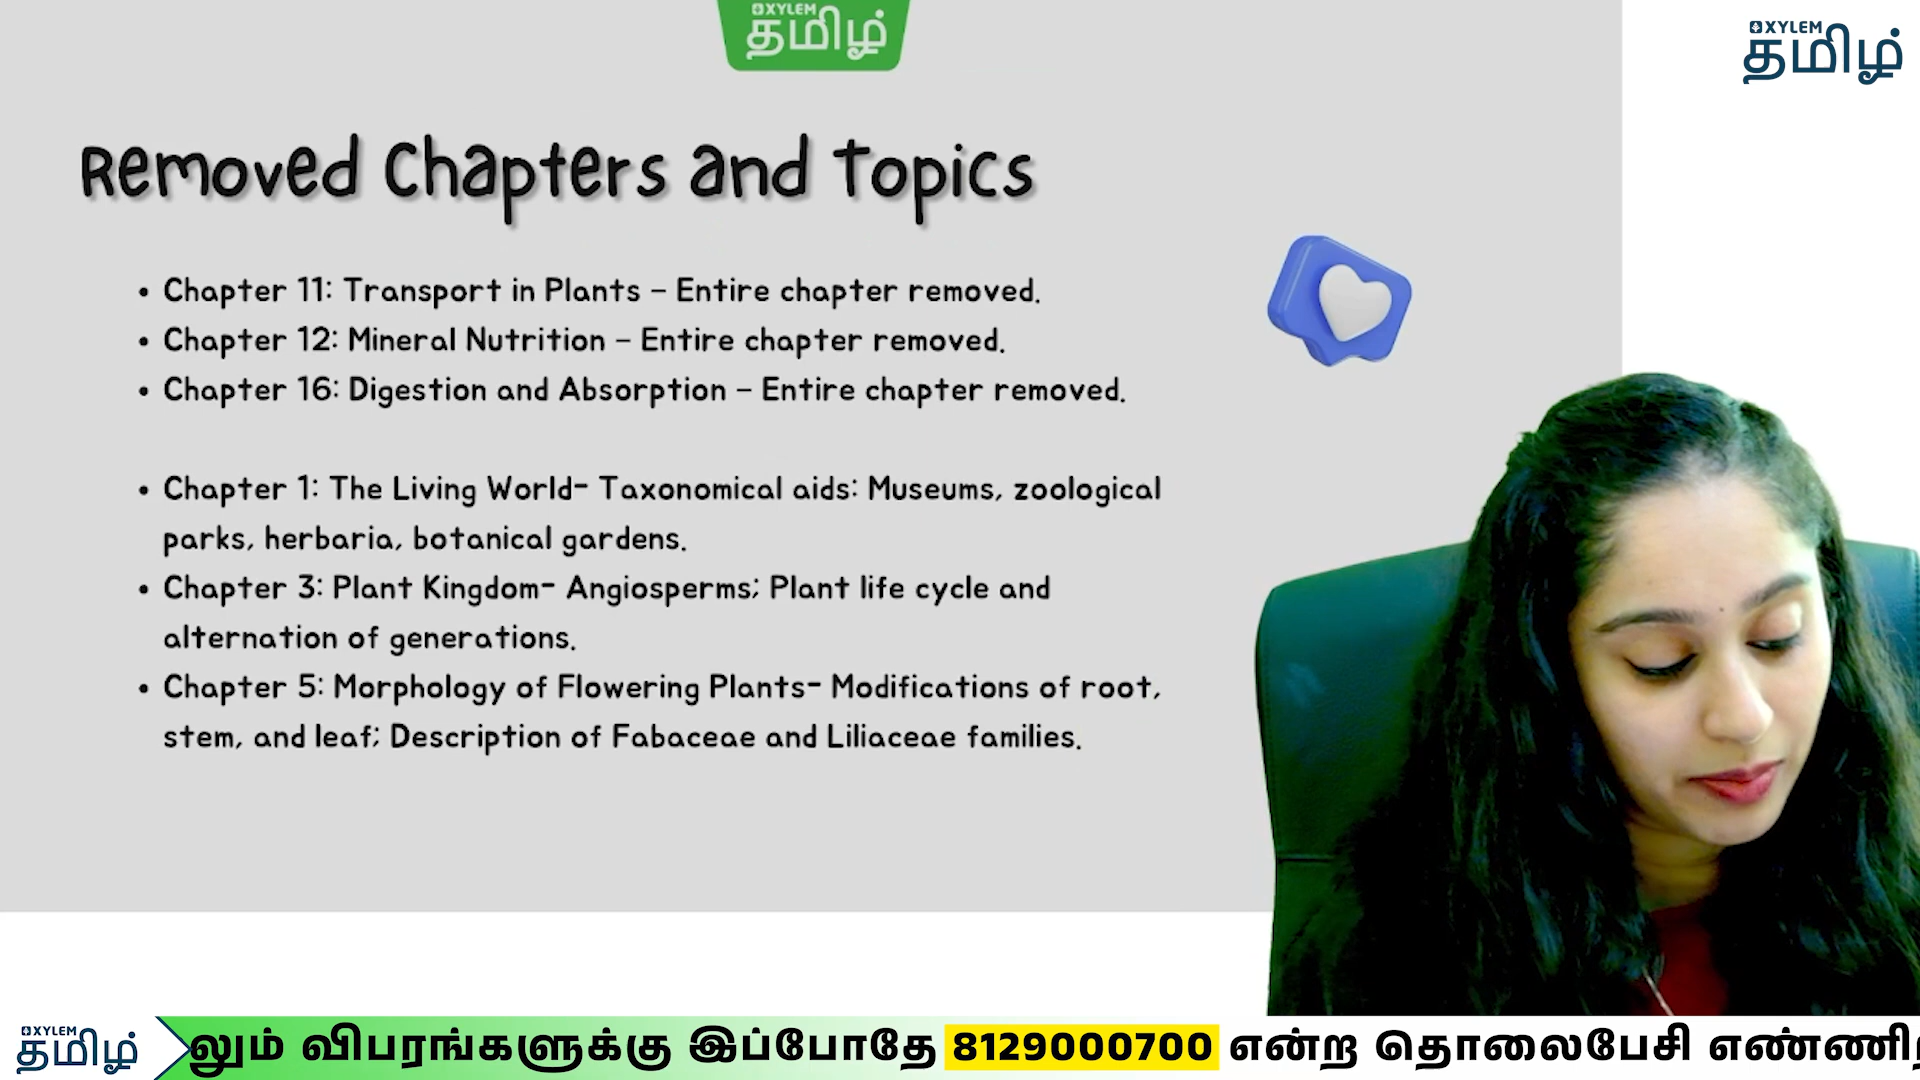 XYLEM
தமிழ்
XYLEM
தமிழ்
Removed Chapters and Topics
• Chapter 11: Transport in Plants – Entire chapter removed.
• Chapter 12: Mineral Nutrition – Entire chapter removed.
• Chapter 16: Digestion and Absorption – Entire chapter removed.
• Chapter 1: The Living World- Taxonomical aids: Museums, zoological
parks, herbaria, botanical gardens.
• Chapter 3: Plant Kingdom- Angiosperms; Plant life cycle and
alternation of generations.
• Chapter 5: Morphology of Flowering Plants- Modifications of root,
stem, and leaf; Description of Fabaceae and Liliaceae families.
XYLEM
தமிழ்
லும் விபரங்களுக்கு இப்போதே 8129000700 என்ற தொலைபேசி